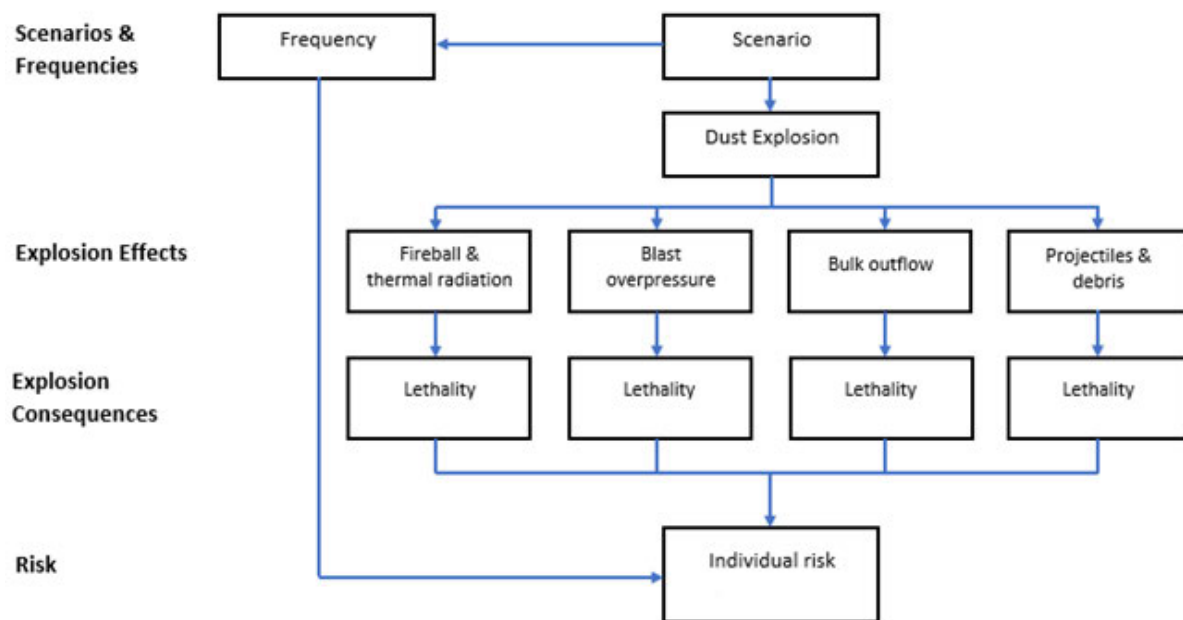 Scenarios &
Frequencies
Frequency
Scenario
Dust Explosion
Explosion Effects
Fireball &
thermal radiation
Blast
overpressure
Bulk outflow
Projectiles &
debris
Explosion
Consequences
Lethality
Lethality
Lethality
Lethality
Risk
Individual risk